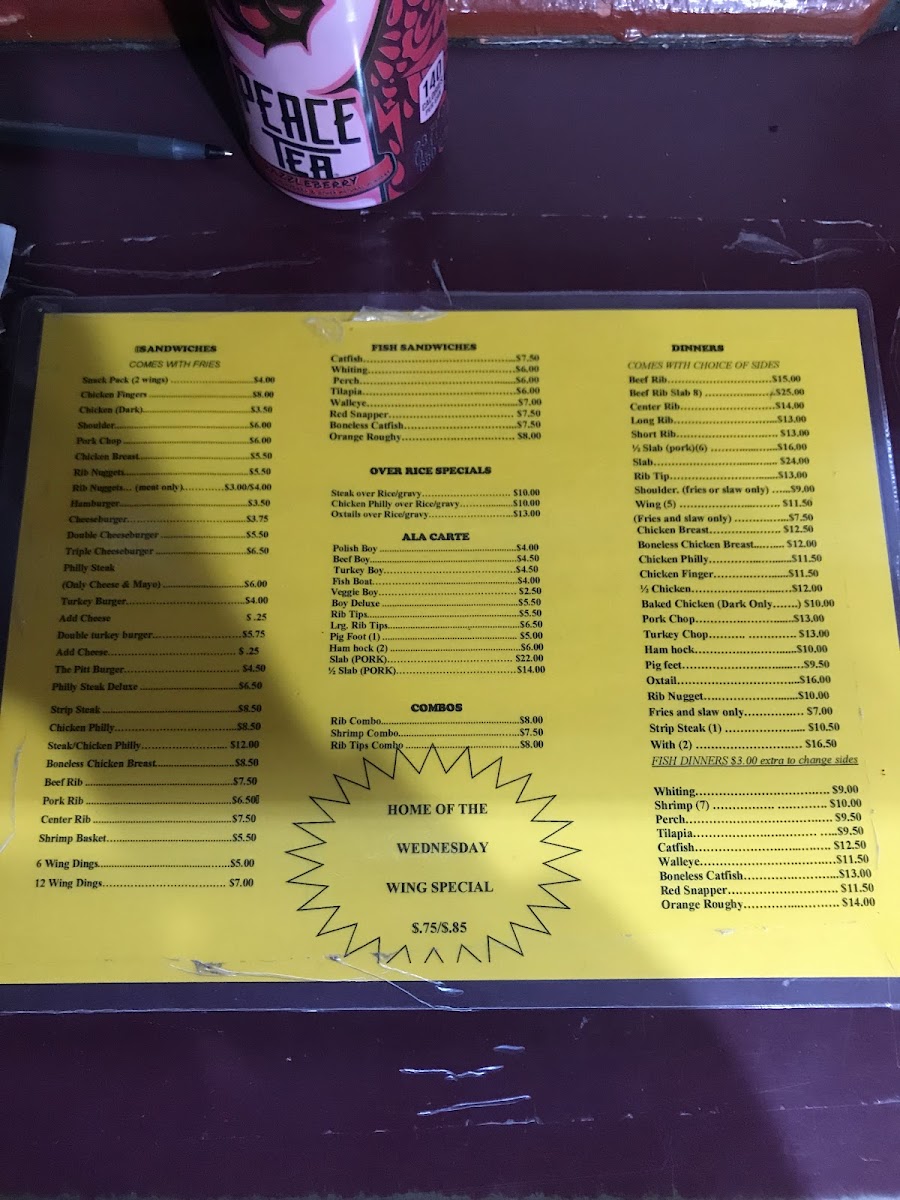 PEACE
TEA
RAZZLEBERRY
140
CALORIES
PER CAN
SANDWICHES
COMES WITH FRIES
Snack Pack (2 wings) ....$4.00
Chicken Fingers ....$8.00
Chicken (Dark)....$3.50
Shoulder....$6.00
Pork Chop ....$6.00
Chicken Breast....$5.50
Rib Nuggets....$5.50
Rib Nuggets... (meat only)....$3.00/$4.00
Hamburger....$3.50
Cheeseburger....$3.75
Double Cheeseburger ....$5.50
Triple Cheeseburger ....$6.50
Philly Steak
(Only Cheese & Mayo) ....$6.00
Turkey Burger....$4.00
Add Cheese $ .25
Double turkey burger....$5.75
Add Cheese....$ .25
The Pitt Burger....$4.50
Philly Steak Deluxe ....$6.50
Strip Steak ....$8.50
Chicken Philly....$8.50
Steak/Chicken Philly.... $12.00
Boneless Chicken Breast....$8.50
Beef Rib ....$7.50
Pork Rib ....$6.50
Center Rib ....$7.50
Shrimp Basket....$5.50
6 Wing Dings....$5.00
12 Wing Dings.... $7.00
FISH SANDWICHES
Catfish....$7.50
Whiting....$6.00
Perch....$6.00
Tilapia....$6.00
Walleye....$7.00
Red Snapper.... $7.50
Boneless Catfish....$7.50
Orange Roughy.... $8.00
OVER RICE SPECIALS
Steak over Rice/gravy.... $10.00
Chicken Philly over Rice/gravy....$10.00
Oxtails over Rice/gravy....$13.00
ALA CARTE
Polish Boy ....$4.00
Beef Boy....$4.50
Turkey Boy....$4.50
Fish Boat....$4.00
Veggie Boy....$2.50
Boy Deluxe ....$5.50
Rib Tips....$5.50
Lrg. Rib Tips....$6.50
Pig Foot (1) ....$5.00
Ham hock (2) ....$6.00
Slab (PORK)....$22.00
½ Slab (PORK)....$14.00
COMBOS
Rib Combo....$8.00
Shrimp Combo....$7.50
Rib Tips Combo ....$8.00
HOME OF THE
WEDNESDAY
WING SPECIAL
$.75/$.85
DINNERS
COMES WITH CHOICE OF SIDES
Beef Rib....$15.00
Beef Rib Slab 8) ....$25.00
Center Rib....$14.00
Long Rib....$13.00
Short Rib.... $13.00
½ Slab (pork)(6) ....$16.00
Slab.... $24.00
Rib Tip....$13.00
Shoulder. (fries or slaw only) ....$9.00
Wing (5) .... $11.50
(Fries and slaw only) ....$7.50
Chicken Breast.... $12.50
Boneless Chicken Breast.... $12.00
Chicken Philly....$11.50
Chicken Finger....$11.50
½ Chicken....$12.00
Baked Chicken (Dark Only.......) $10.00
Pork Chop....$13.00
Turkey Chop.... .... $13.00
Ham hock....$10.00
Pig feet....$9.50
Oxtail....$16.00
Rib Nugget....$10.00
Fries and slaw only.... $7.00
Strip Steak (1) .... $10.50
With (2) .... $16.50
FISH DINNERS $3.00 extra to change sides
Whiting.... $9.00
Shrimp (7) .... .... $10.00
Perch.... $9.50
Tilapia.... ....$9.50
Catfish.... $12.50
Walleye....$11.50
Boneless Catfish....$13.00
Red Snapper.... $11.50
Orange Roughy.... $14.00